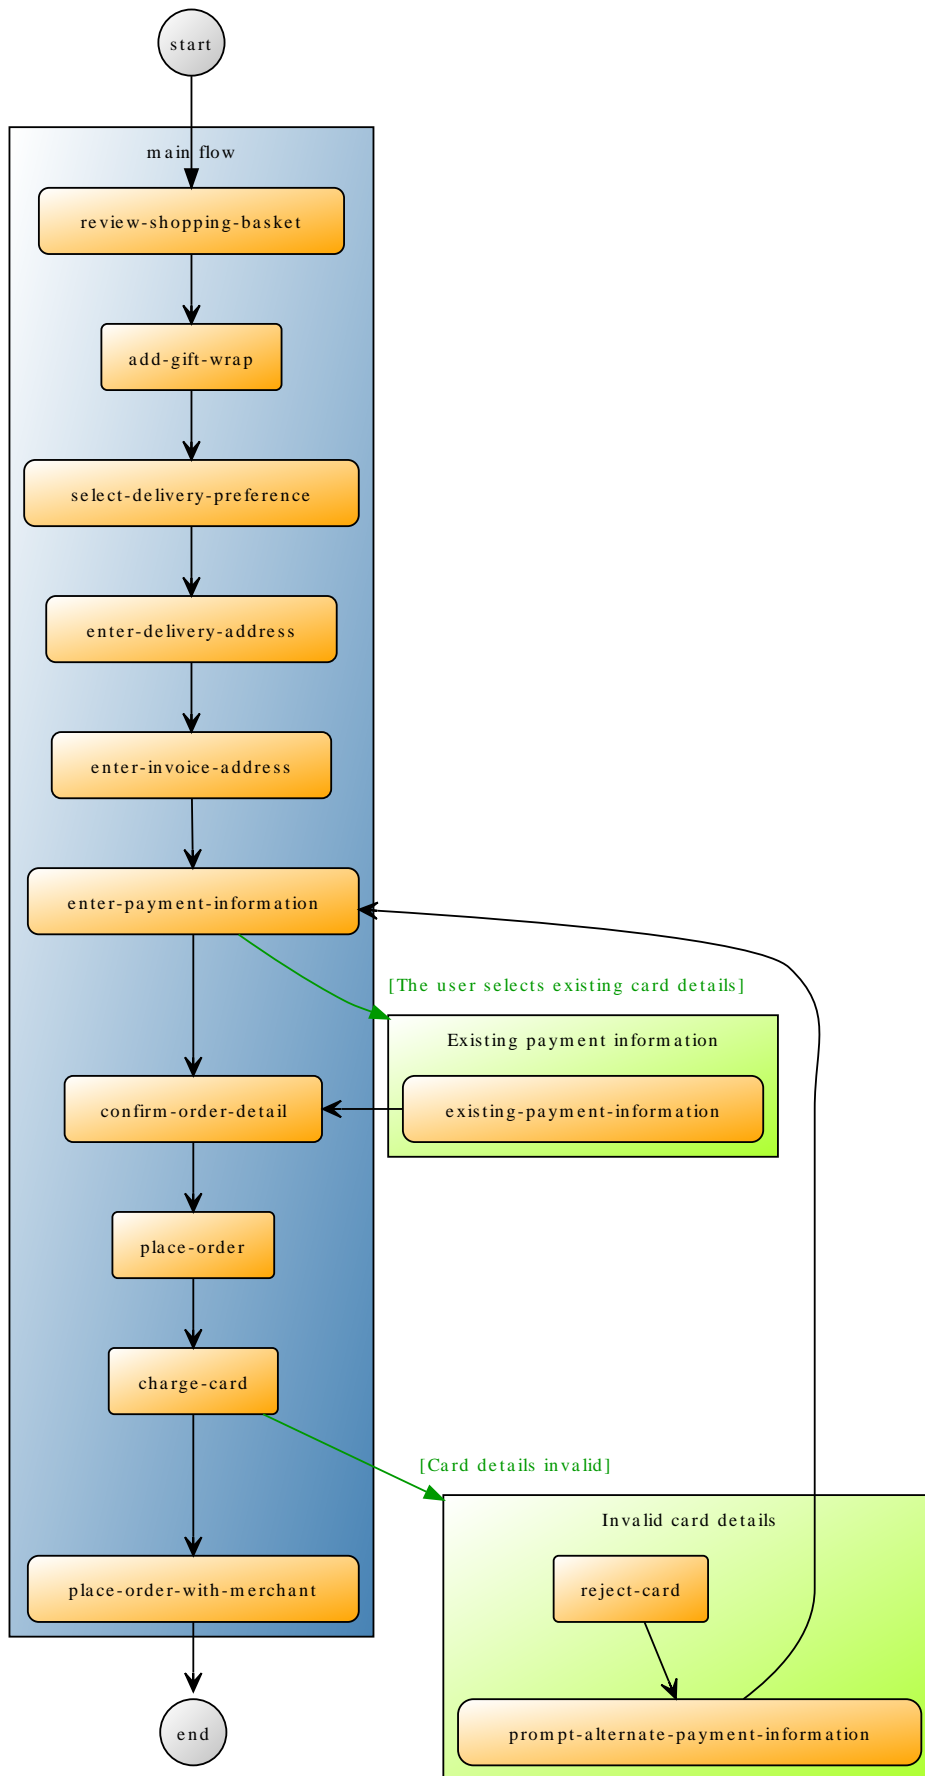 start
main flow
review-shopping-basket
add-gift-wrap
select-delivery-preference
enter-delivery-address
enter-invoice-address
enter-payment-information
[The user selects existing card details]
Existing payment information
confirm-order-detail
existing-payment-information
place-order
charge-card
[Card details invalid]
Invalid card details
place-order-with-merchant
reject-card
end
prompt-alternate-payment-information